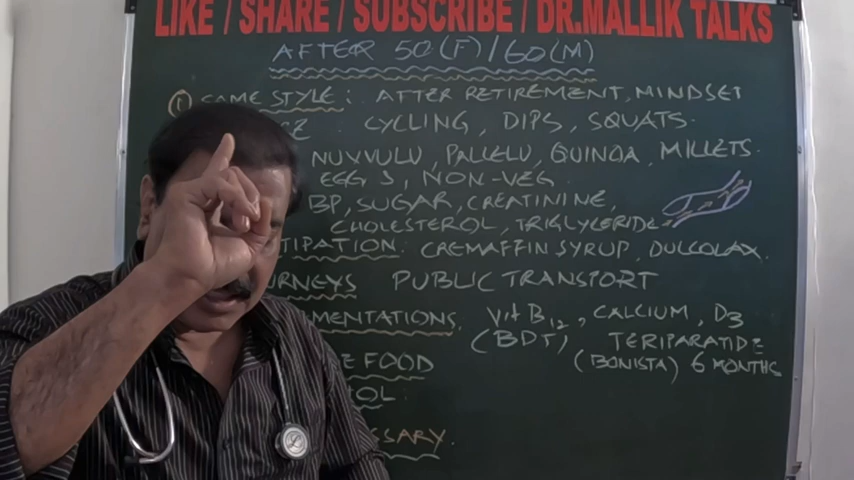 LIKE / SHARE / SUBSCRIBE / DR.MALLIK TALKS
AFTER 50(F)/60(M)
① SAME STYLE: AFTER RETIREMENT, MINDSET
CYCLING, DIPS, SQUATS.
NUVVULU, PALLELU, QUINOA, MILLETS.
EGGS, NON-VEG
BP, SUGAR, CREATININE,
CHOLESTEROL, TRIGLYCERIDE
TIPATION: CREMAFFIN SYRUP, DULCOLAX.
URNEYS PUBLIC TRANSPORT
MENTATIONS. Vit B12, CALCIUM, D3
(BDT), TERIPARATIDE
(BONISTA) 6 MONTHS
E FOOD
OL:
SSARY.